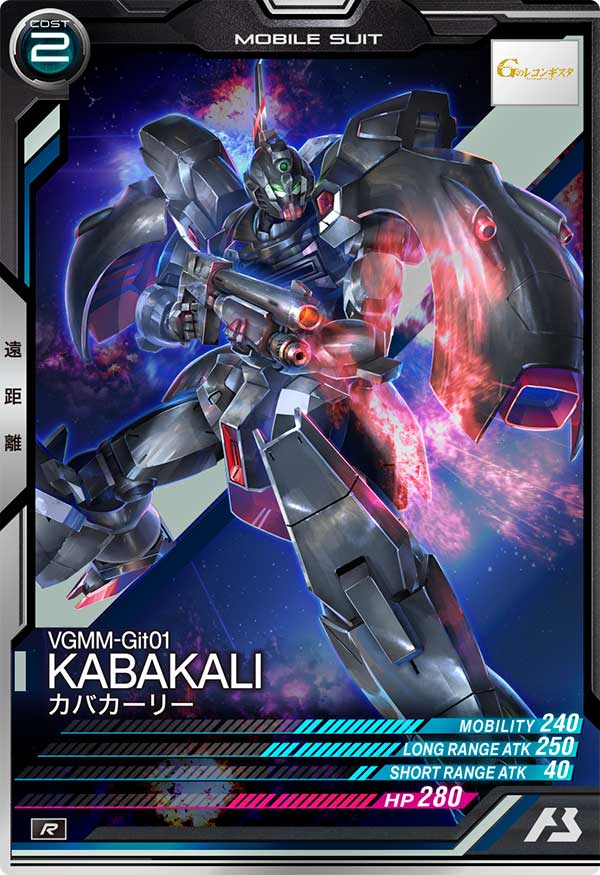 COST
2
MOBILE SUIT
Gのレコンギスタ
遠距離
VGMM-Git01
KABAKALI
カバカーリー
MOBILITY 240
LONG RANGE ATK 250
SHORT RANGE ATK 40
HP 280
R